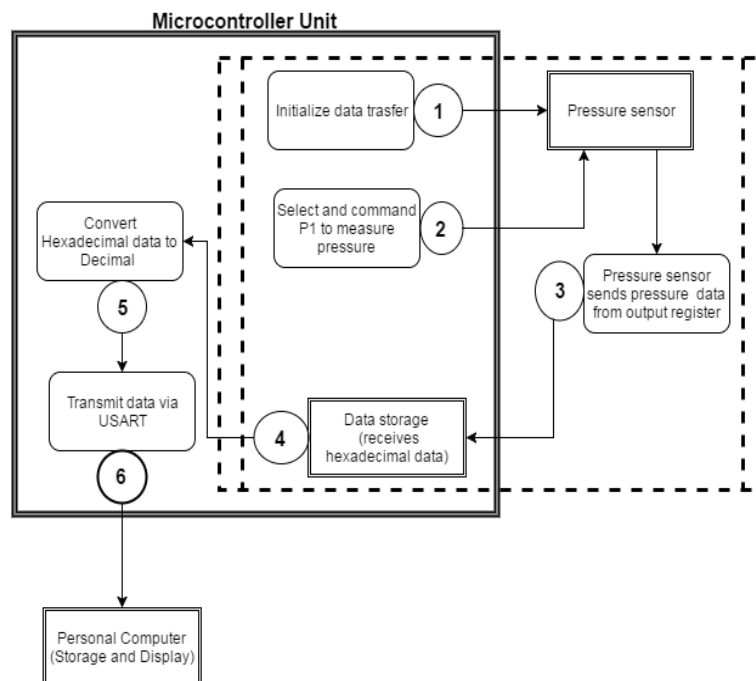 Microcontroller Unit
Initialize data trasfer
1
Pressure sensor
Select and command
P1 to measure
pressure
2
Convert
Hexadecimal data to
Decimal
5
3
Pressure sensor
sends pressure data
from output register
Transmit data via
USART
6
4
Data storage
(receives
hexadecimal data)
Personal Computer
(Storage and Display)